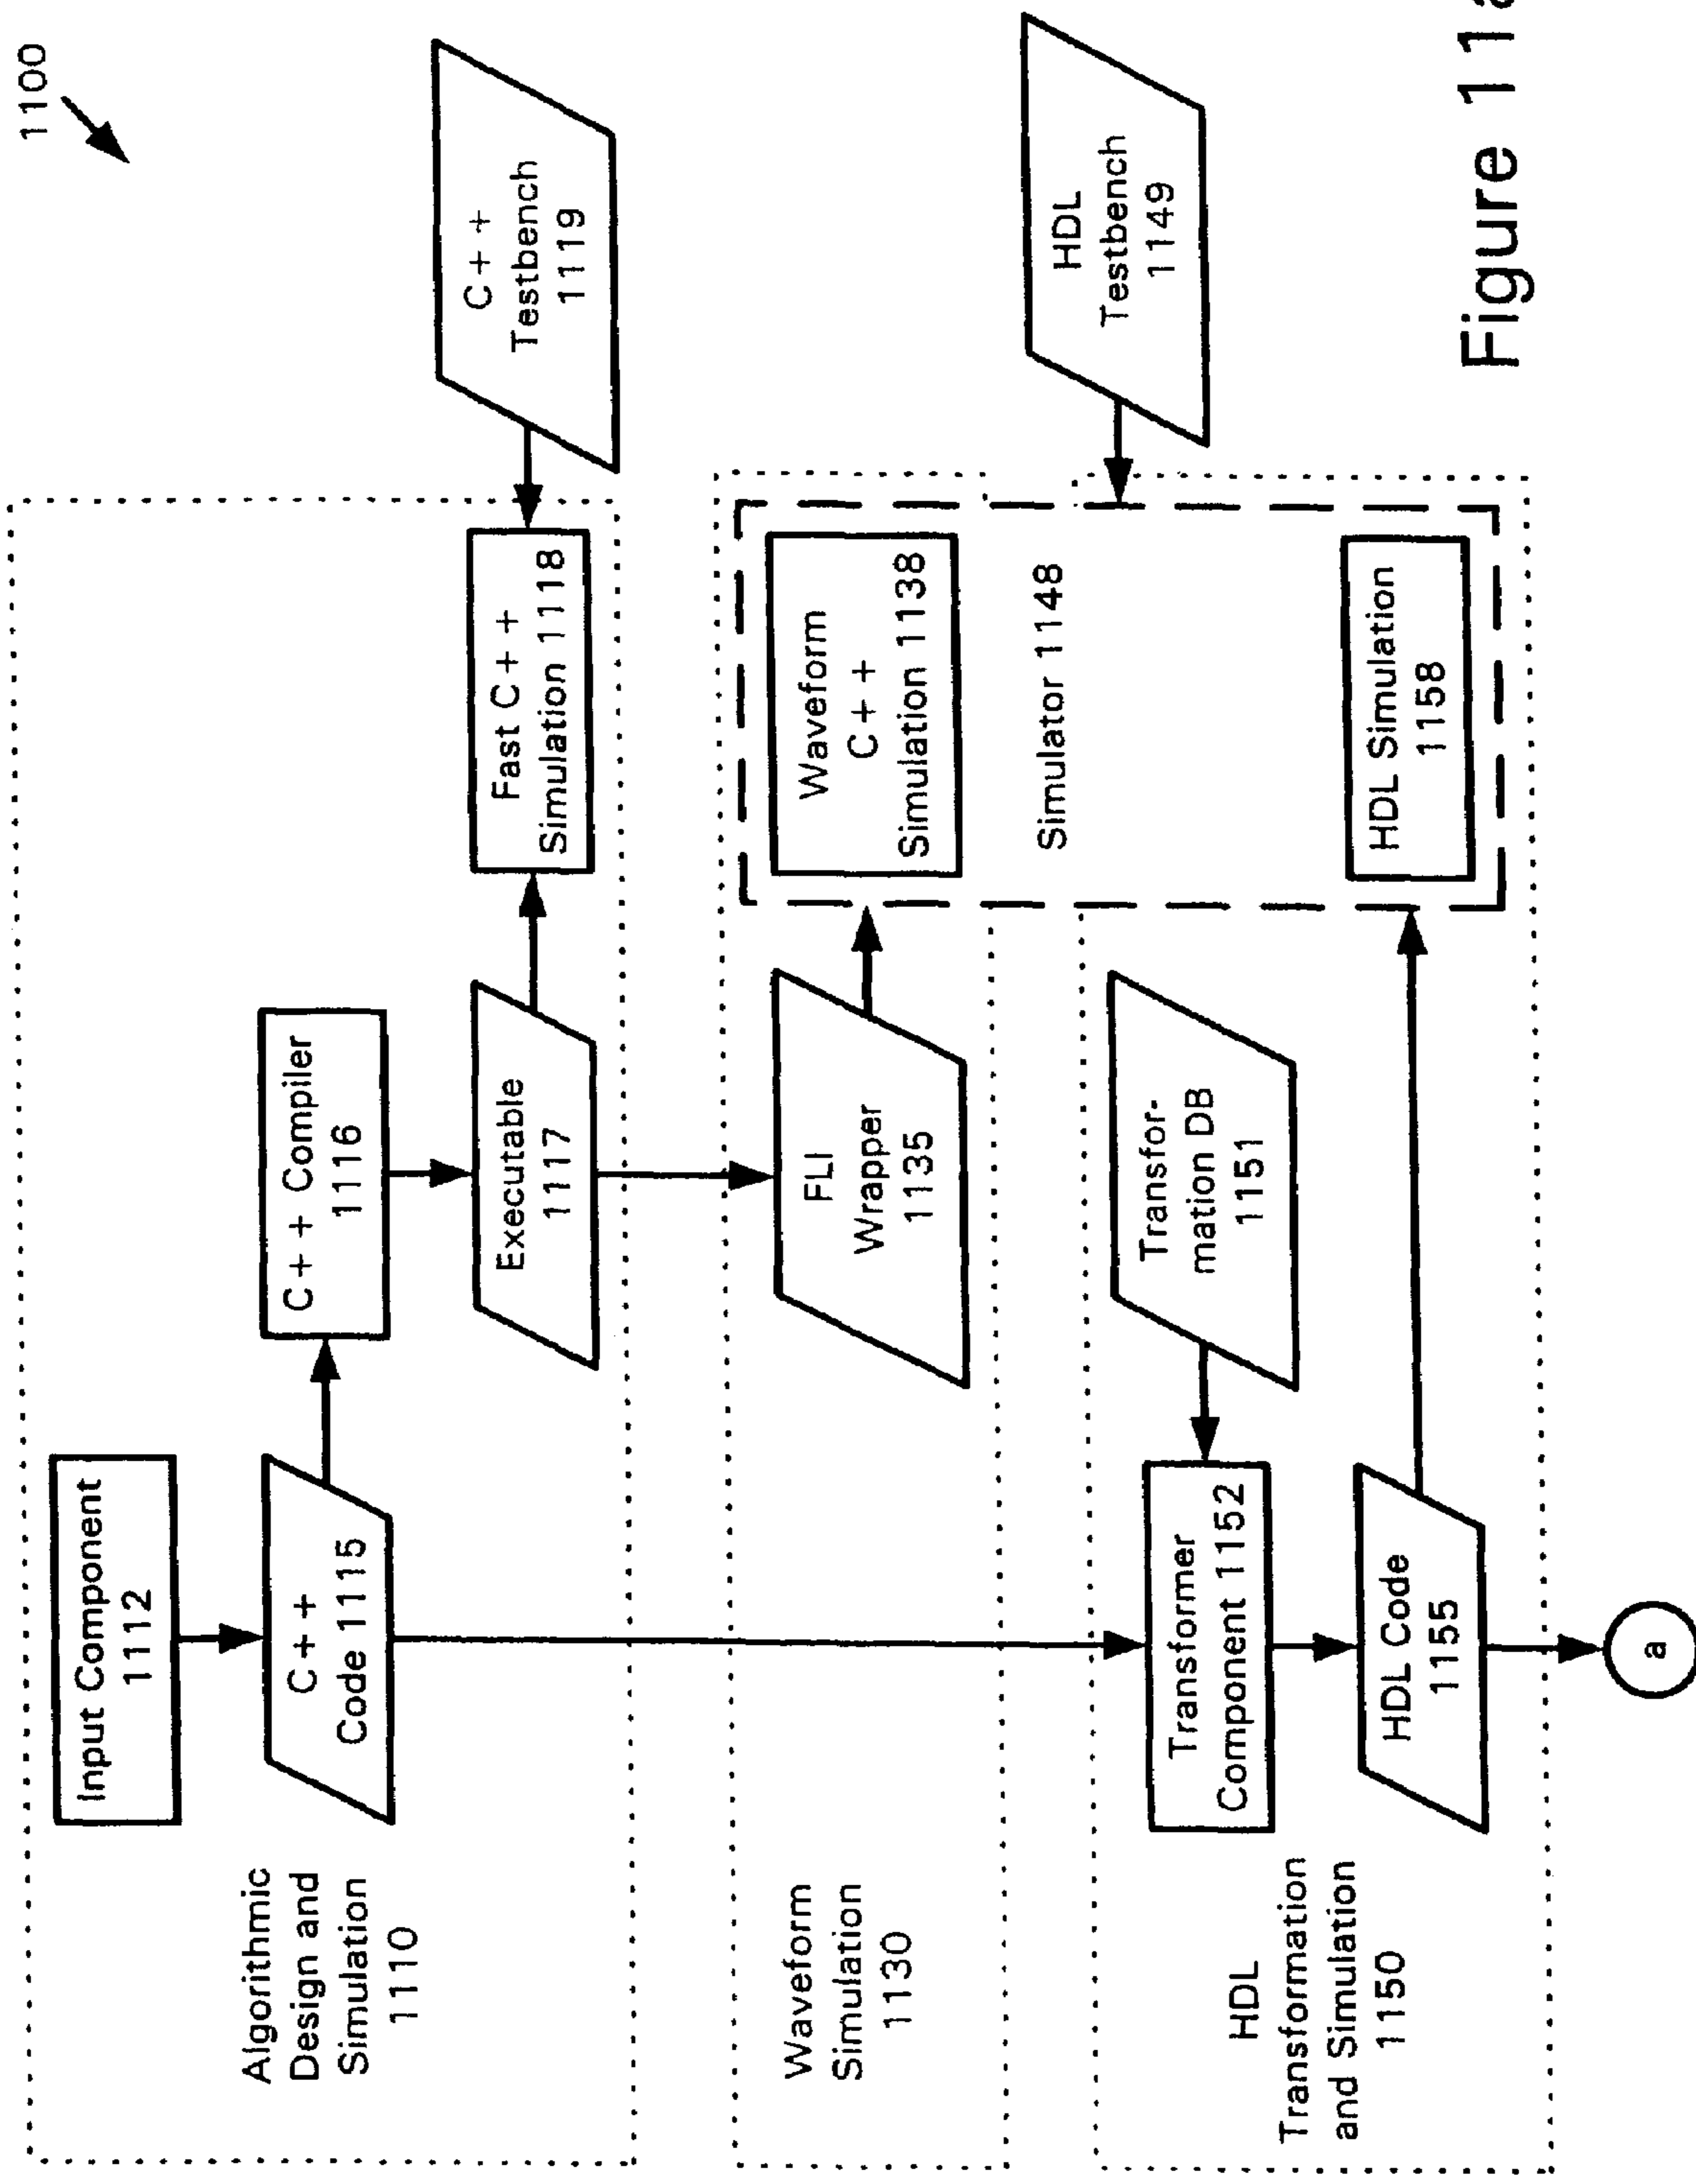 1100
Input Component
1112
C++
Code 1115
C++ Compiler
1116
Executable
1117
Fast C++
Simulation 1118
C++
Testbench
1119
Algorithmic
Design and
Simulation
1110
FLI
Wrapper
1135
Waveform
C++
Simulation 1138
Waveform
Simulation
1130
Simulator 1148
HDL
Testbench
1149
Transfor-
mation DB
1151
Transformer
Component 1152
HDL Code
1155
HDL Simulation
1158
HDL
Transformation
and Simulation
1150
a
Figure 11a